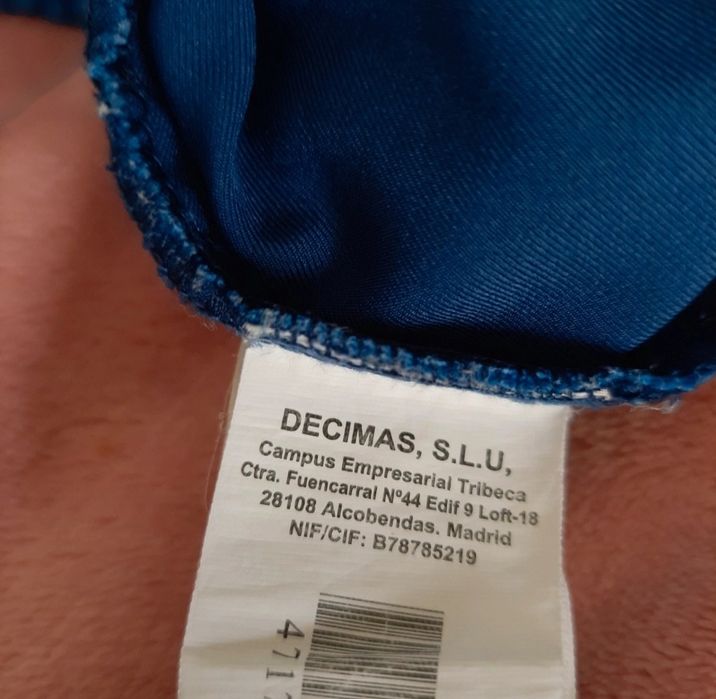 DECIMAS, S.L.U,
Campus Empresarial Tribeca
Ctra. Fuencarral Nº44 Edif 9 Loft-18
28108 Alcobendas. Madrid
NIF/CIF: B78785219